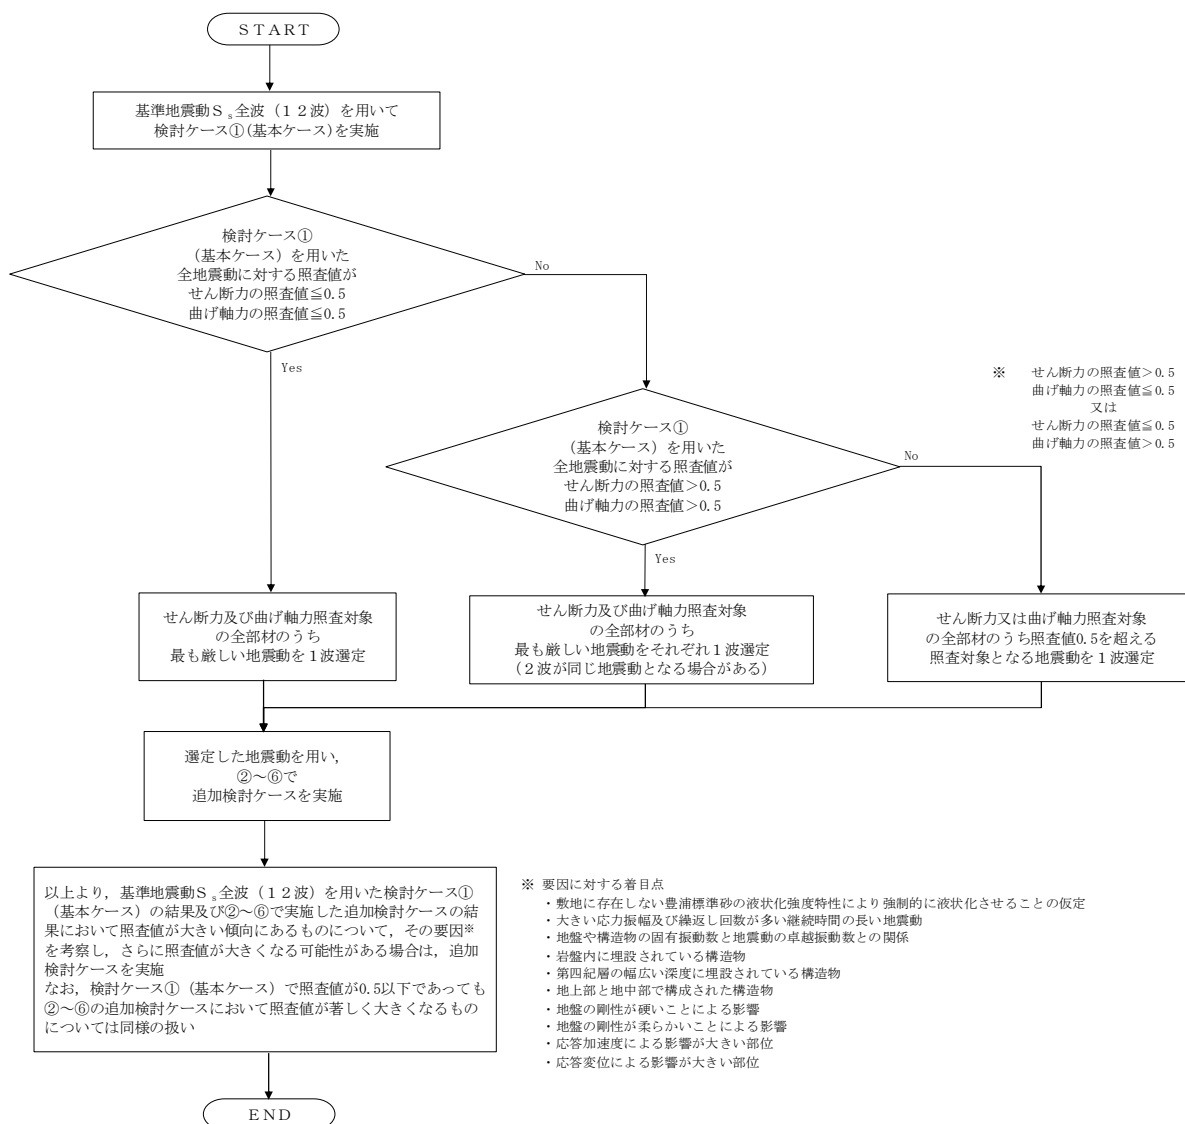 ＳＴＡＲＴ
基準地震動Ｓｓ全波（１２波）を用いて
検討ケース①(基本ケース)を実施
検討ケース①
（基本ケース）を用いた
全地震動に対する照査値が
せん断力の照査値≦0.5
曲げ軸力の照査値≦0.5
No
Yes
※　せん断力の照査値＞0.5
曲げ軸力の照査値≦0.5
又は
せん断力の照査値≦0.5
曲げ軸力の照査値＞0.5
検討ケース①
（基本ケース）を用いた
全地震動に対する照査値が
せん断力の照査値＞0.5
曲げ軸力の照査値＞0.5
No
Yes
せん断力及び曲げ軸力照査対象
の全部材のうち
最も厳しい地震動を１波選定
せん断力及び曲げ軸力照査対象
の全部材のうち
最も厳しい地震動をそれぞれ１波選定
（２波が同じ地震動となる場合がある）
せん断力又は曲げ軸力照査対象
の全部材のうち照査値0.5を超える
照査対象となる地震動を１波選定
選定した地震動を用い，
②～⑥で
追加検討ケースを実施
以上より，基準地震動Ｓｓ全波（１２波）を用いた検討ケース①
（基本ケース）の結果及び②～⑥で実施した追加検討ケースの結
果において照査値が大きい傾向にあるものについて，その要因※
を考察し，さらに照査値が大きくなる可能性がある場合は，追加
検討ケースを実施
なお，検討ケース①（基本ケース）で照査値が0.5以下であっても
②～⑥の追加検討ケースにおいて照査値が著しく大きくなるもの
については同様の扱い
※ 要因に対する着目点
・敷地に存在しない豊浦標準砂の液状化強度特性により強制的に液状化させることの仮定
・大きい応力振幅及び繰返し回数が多い継続時間の長い地震動
・地盤や構造物の固有振動数と地震動の卓越振動数との関係
・岩盤内に埋設されている構造物
・第四紀層の幅広い深度に埋設されている構造物
・地上部と地中部で構成された構造物
・地盤の剛性が硬いことによる影響
・地盤の剛性が柔らかいことによる影響
・応答加速度による影響が大きい部位
・応答変位による影響が大きい部位
ＥＮＤ